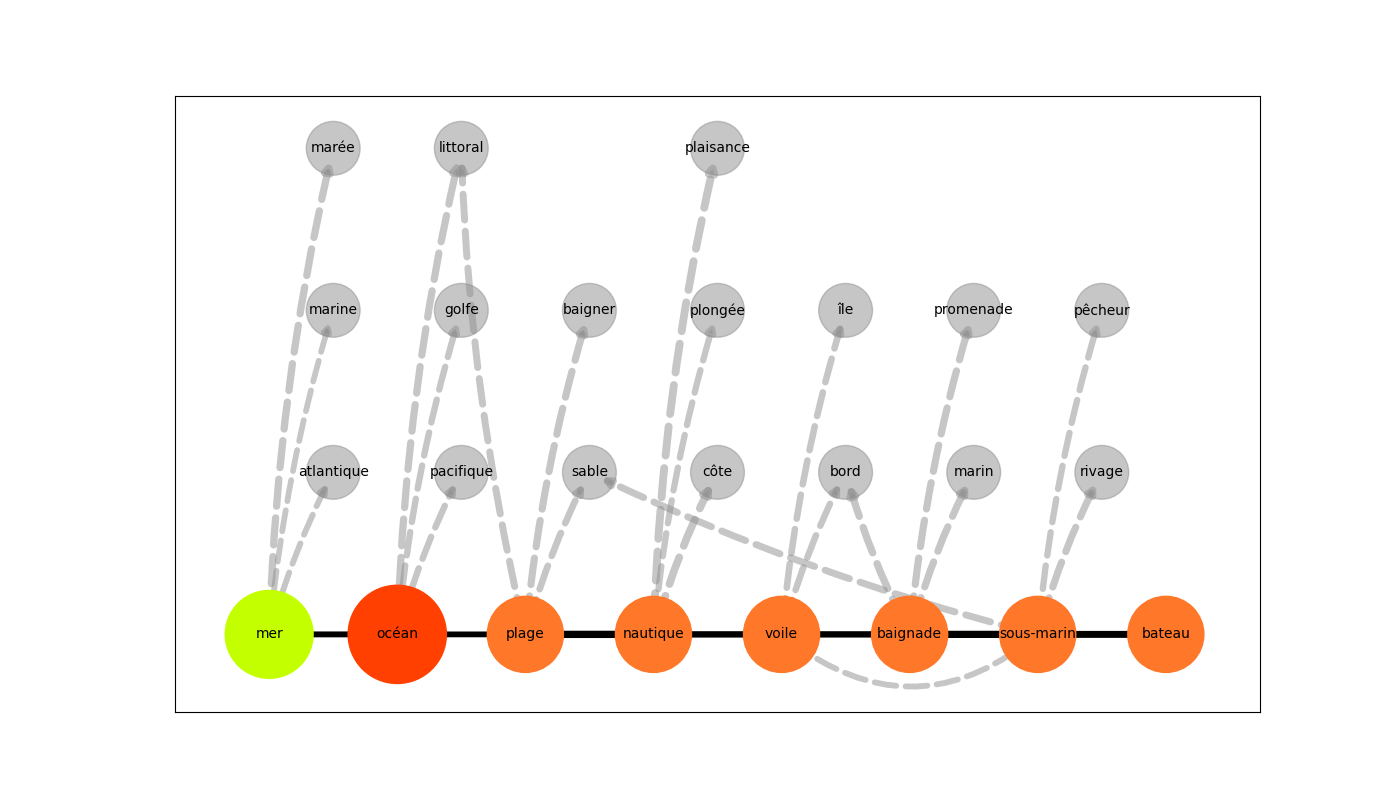 marée
littoral
plaisance
marine
golfe
baigner
plongée
île
promenade
pêcheur
atlantique
pacifique
sable
côte
bord
marin
rivage
mer
océan
plage
nautique
voile
baignade
sous-marin
bateau